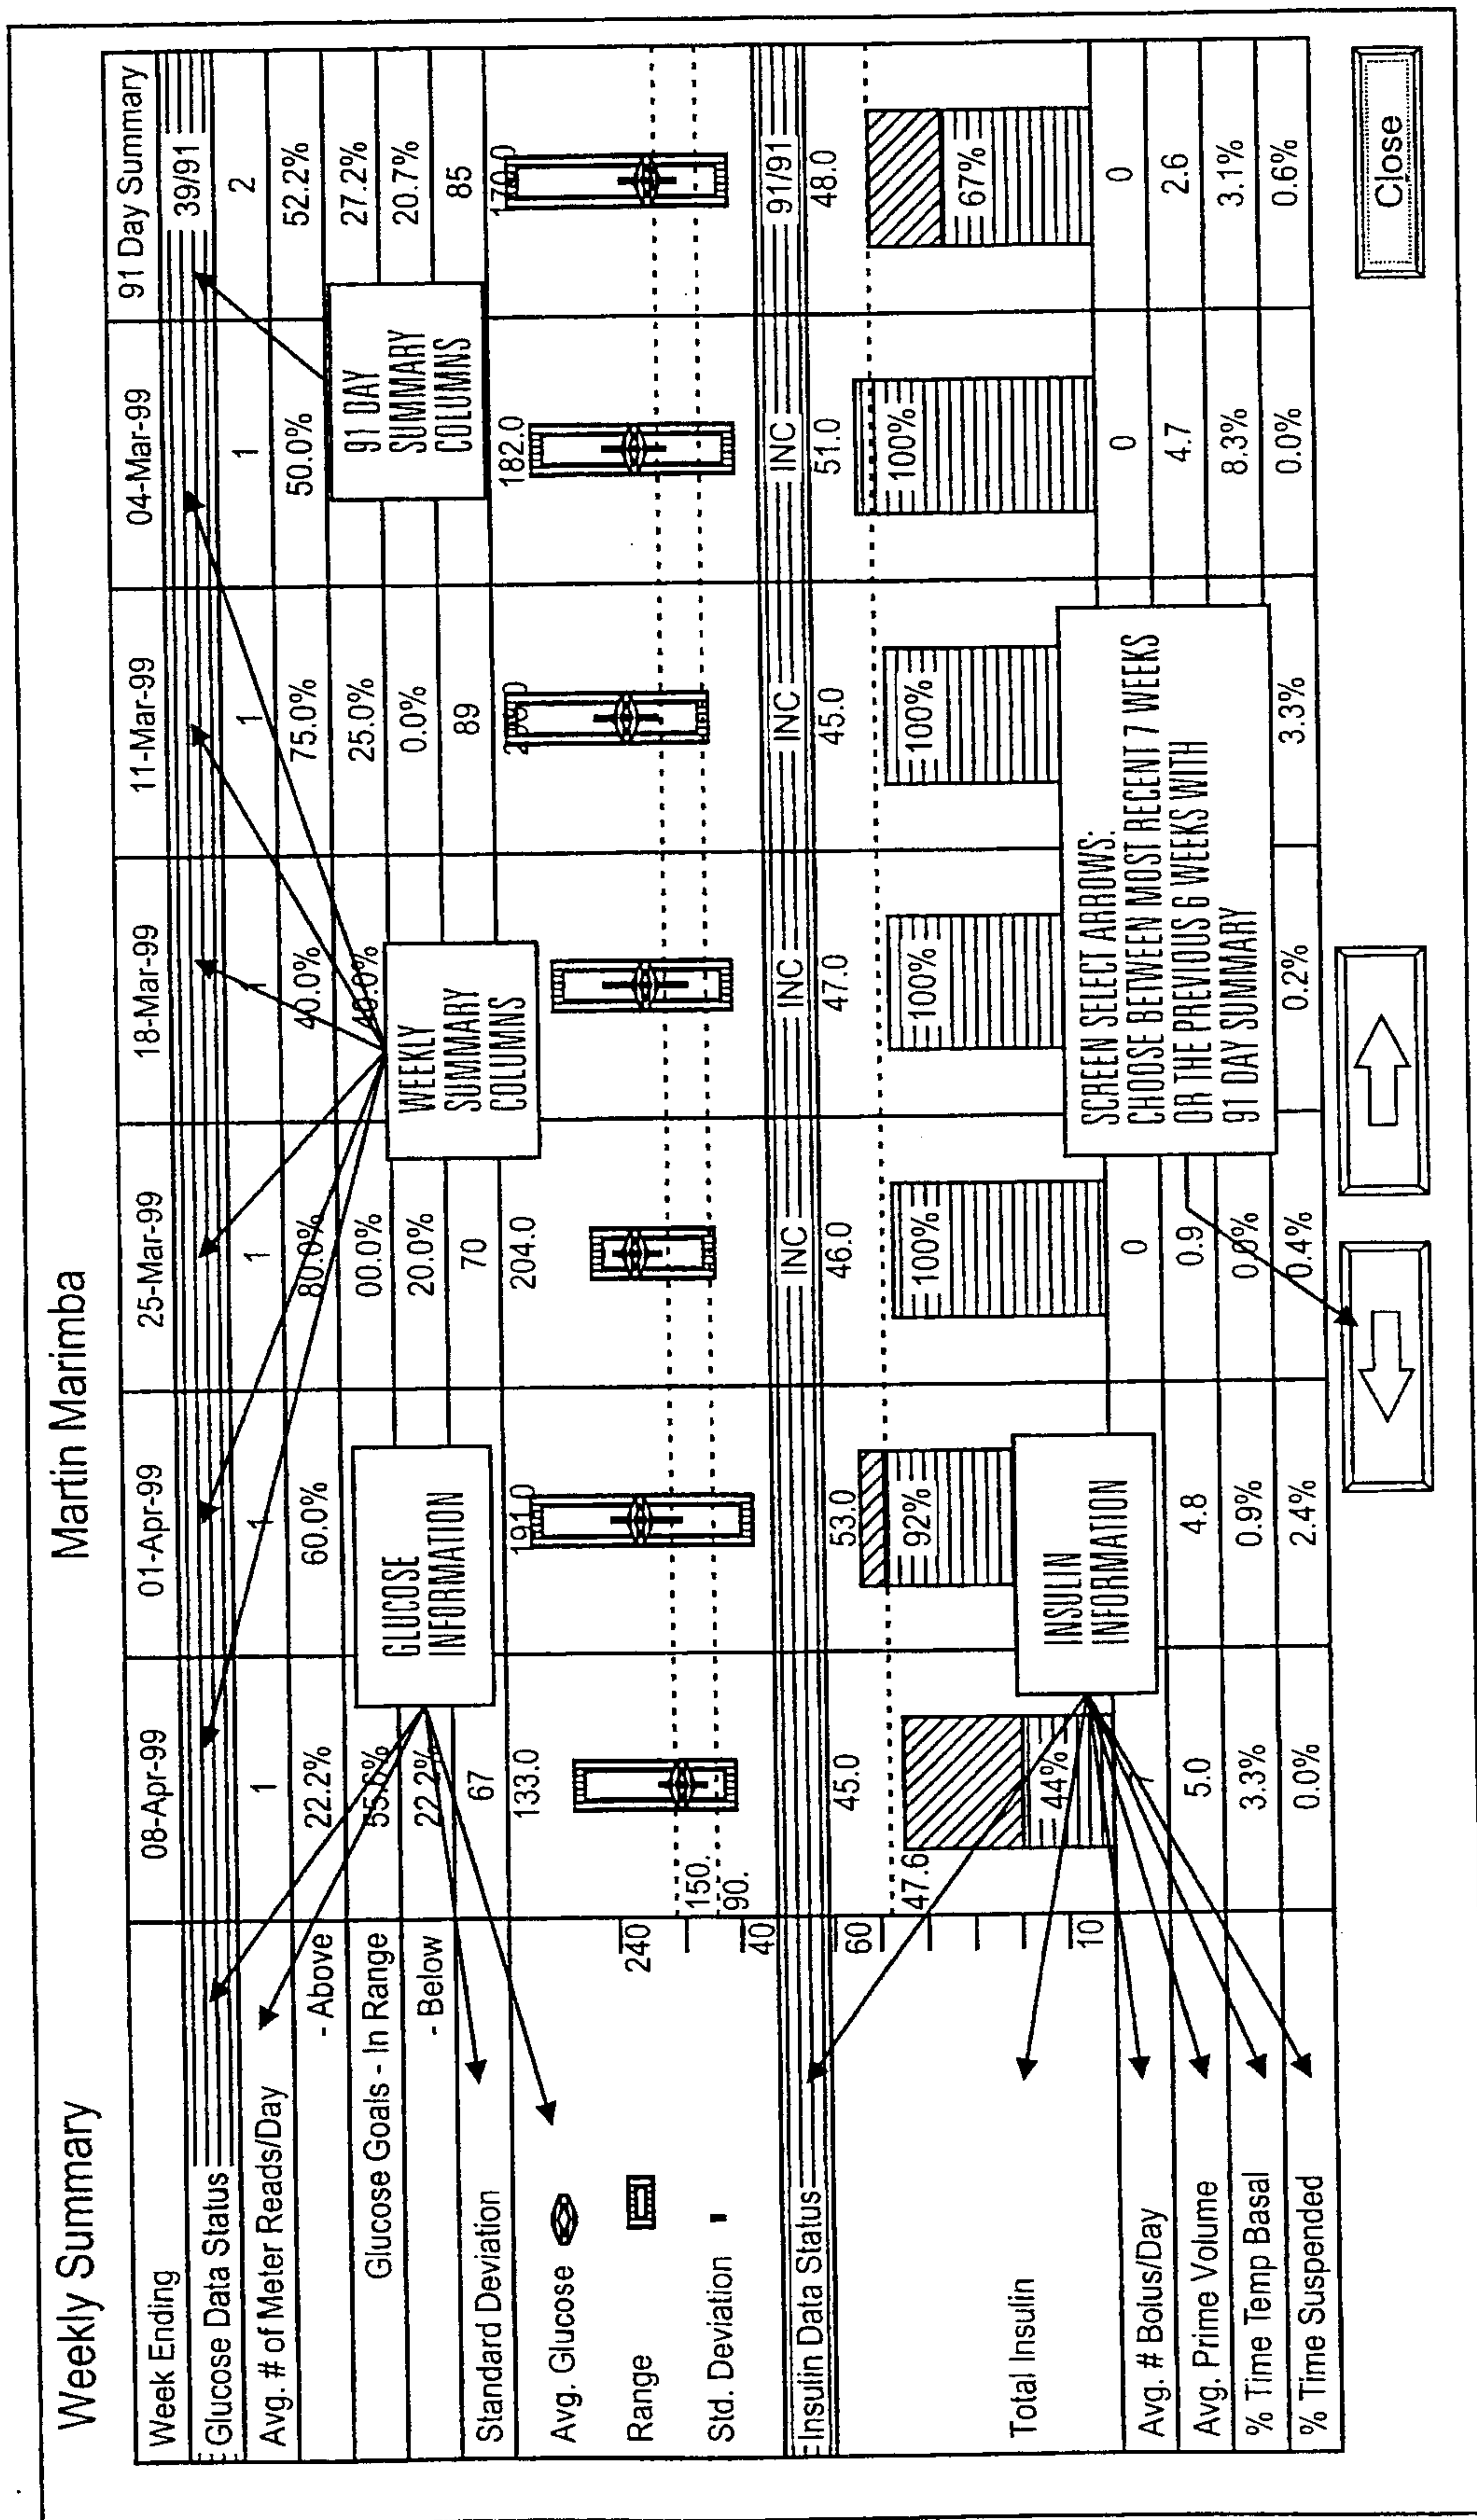 Weekly Summary
Martin Marimba
Week Ending 08-Apr-99 01-Apr-99 25-Mar-99 18-Mar-99 11-Mar-99 04-Mar-99 91 Day Summary
Glucose Data Status 39/91
Avg. # of Meter Reads/Day 1 1 1 1 1 1 2
- Above 22.2% 60.0% 80.0% 40.0% 75.0% 50.0% 52.2%
Glucose Goals - In Range 55.6% 00.0% 40.0% 25.0% 27.2%
- Below 22.2% 20.0% 0.0% 20.7%
Standard Deviation 67 70 89 85
GLUCOSE
INFORMATION
WEEKLY
SUMMARY
COLUMNS
91 DAY
SUMMARY
COLUMNS
133.0 191.0 204.0 182.0 170.0
Avg. Glucose
Range
Std. Deviation
240
150.
90.
40
Insulin Data Status INC INC INC INC 91/91
45.0 53.0 46.0 47.0 45.0 51.0 48.0
60
47.6
Total Insulin 44% 92% 100% 100% 100% 100% 67%
10
INSULIN
INFORMATION
SCREEN SELECT ARROWS:
CHOOSE BETWEEN MOST RECENT 7 WEEKS
OR THE PREVIOUS 6 WEEKS WITH
91 DAY SUMMARY
Avg. # Bolus/Day 0 0 0
Avg. Prime Volume 5.0 4.8 0.9 4.7 2.6
% Time Temp Basal 3.3% 0.9% 0.0% 8.3% 3.1%
% Time Suspended 0.0% 2.4% 0.4% 0.2% 3.3% 0.0% 0.6%
Close